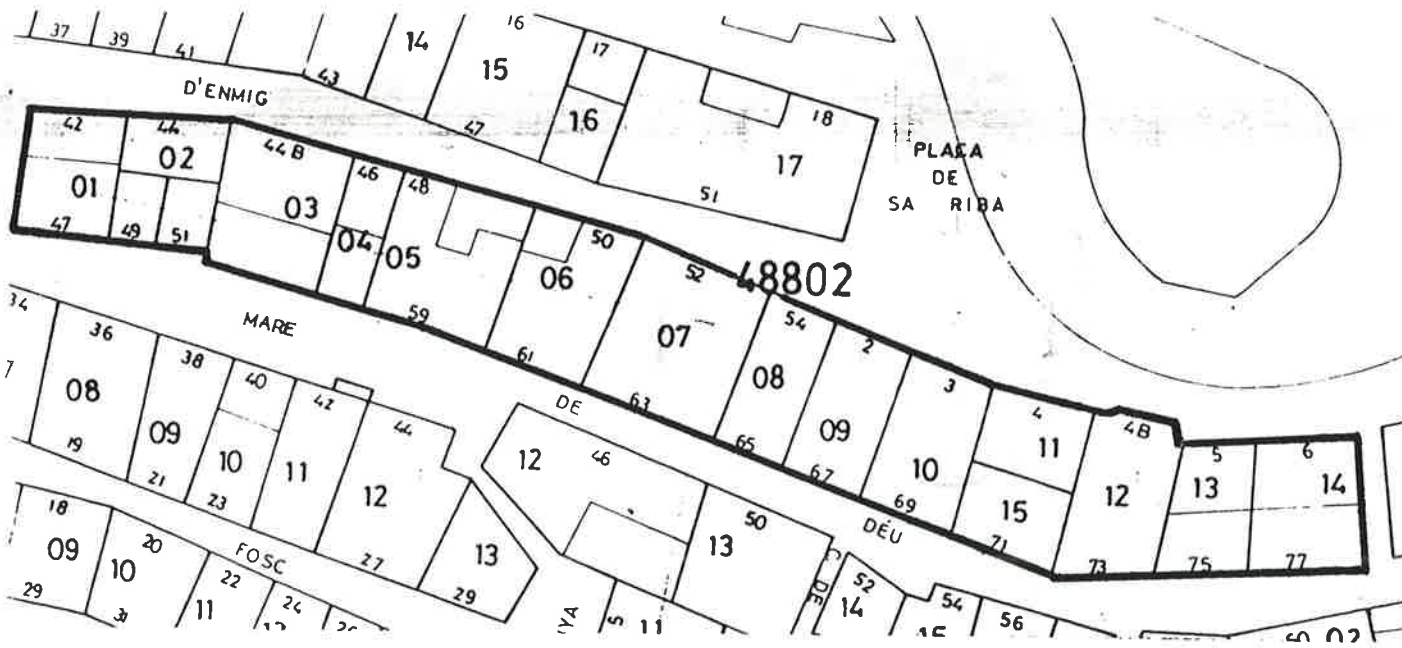 37 39 41 43 14 15 16 17 18
47 16 17
D'ENMIG
51
PLAÇA
DE
SA RIBA
42 44 44B 46 48 50 52 54 2 3 4 4B 5 6
01 02 03 04 05 06 07 08 09 10 11 12 13 14
15
48802
47 49 51 59 61 63 65 67 69 71 73 75 77
MARE
DE
DÉU
34 36 38 40 42 44 46 50 52 54 56
08 09 10 11 12 12 13 14
13
19 21 23 27 29
FOSC
C. DE
18 20 22 24
09 10 11
29 31
11
02